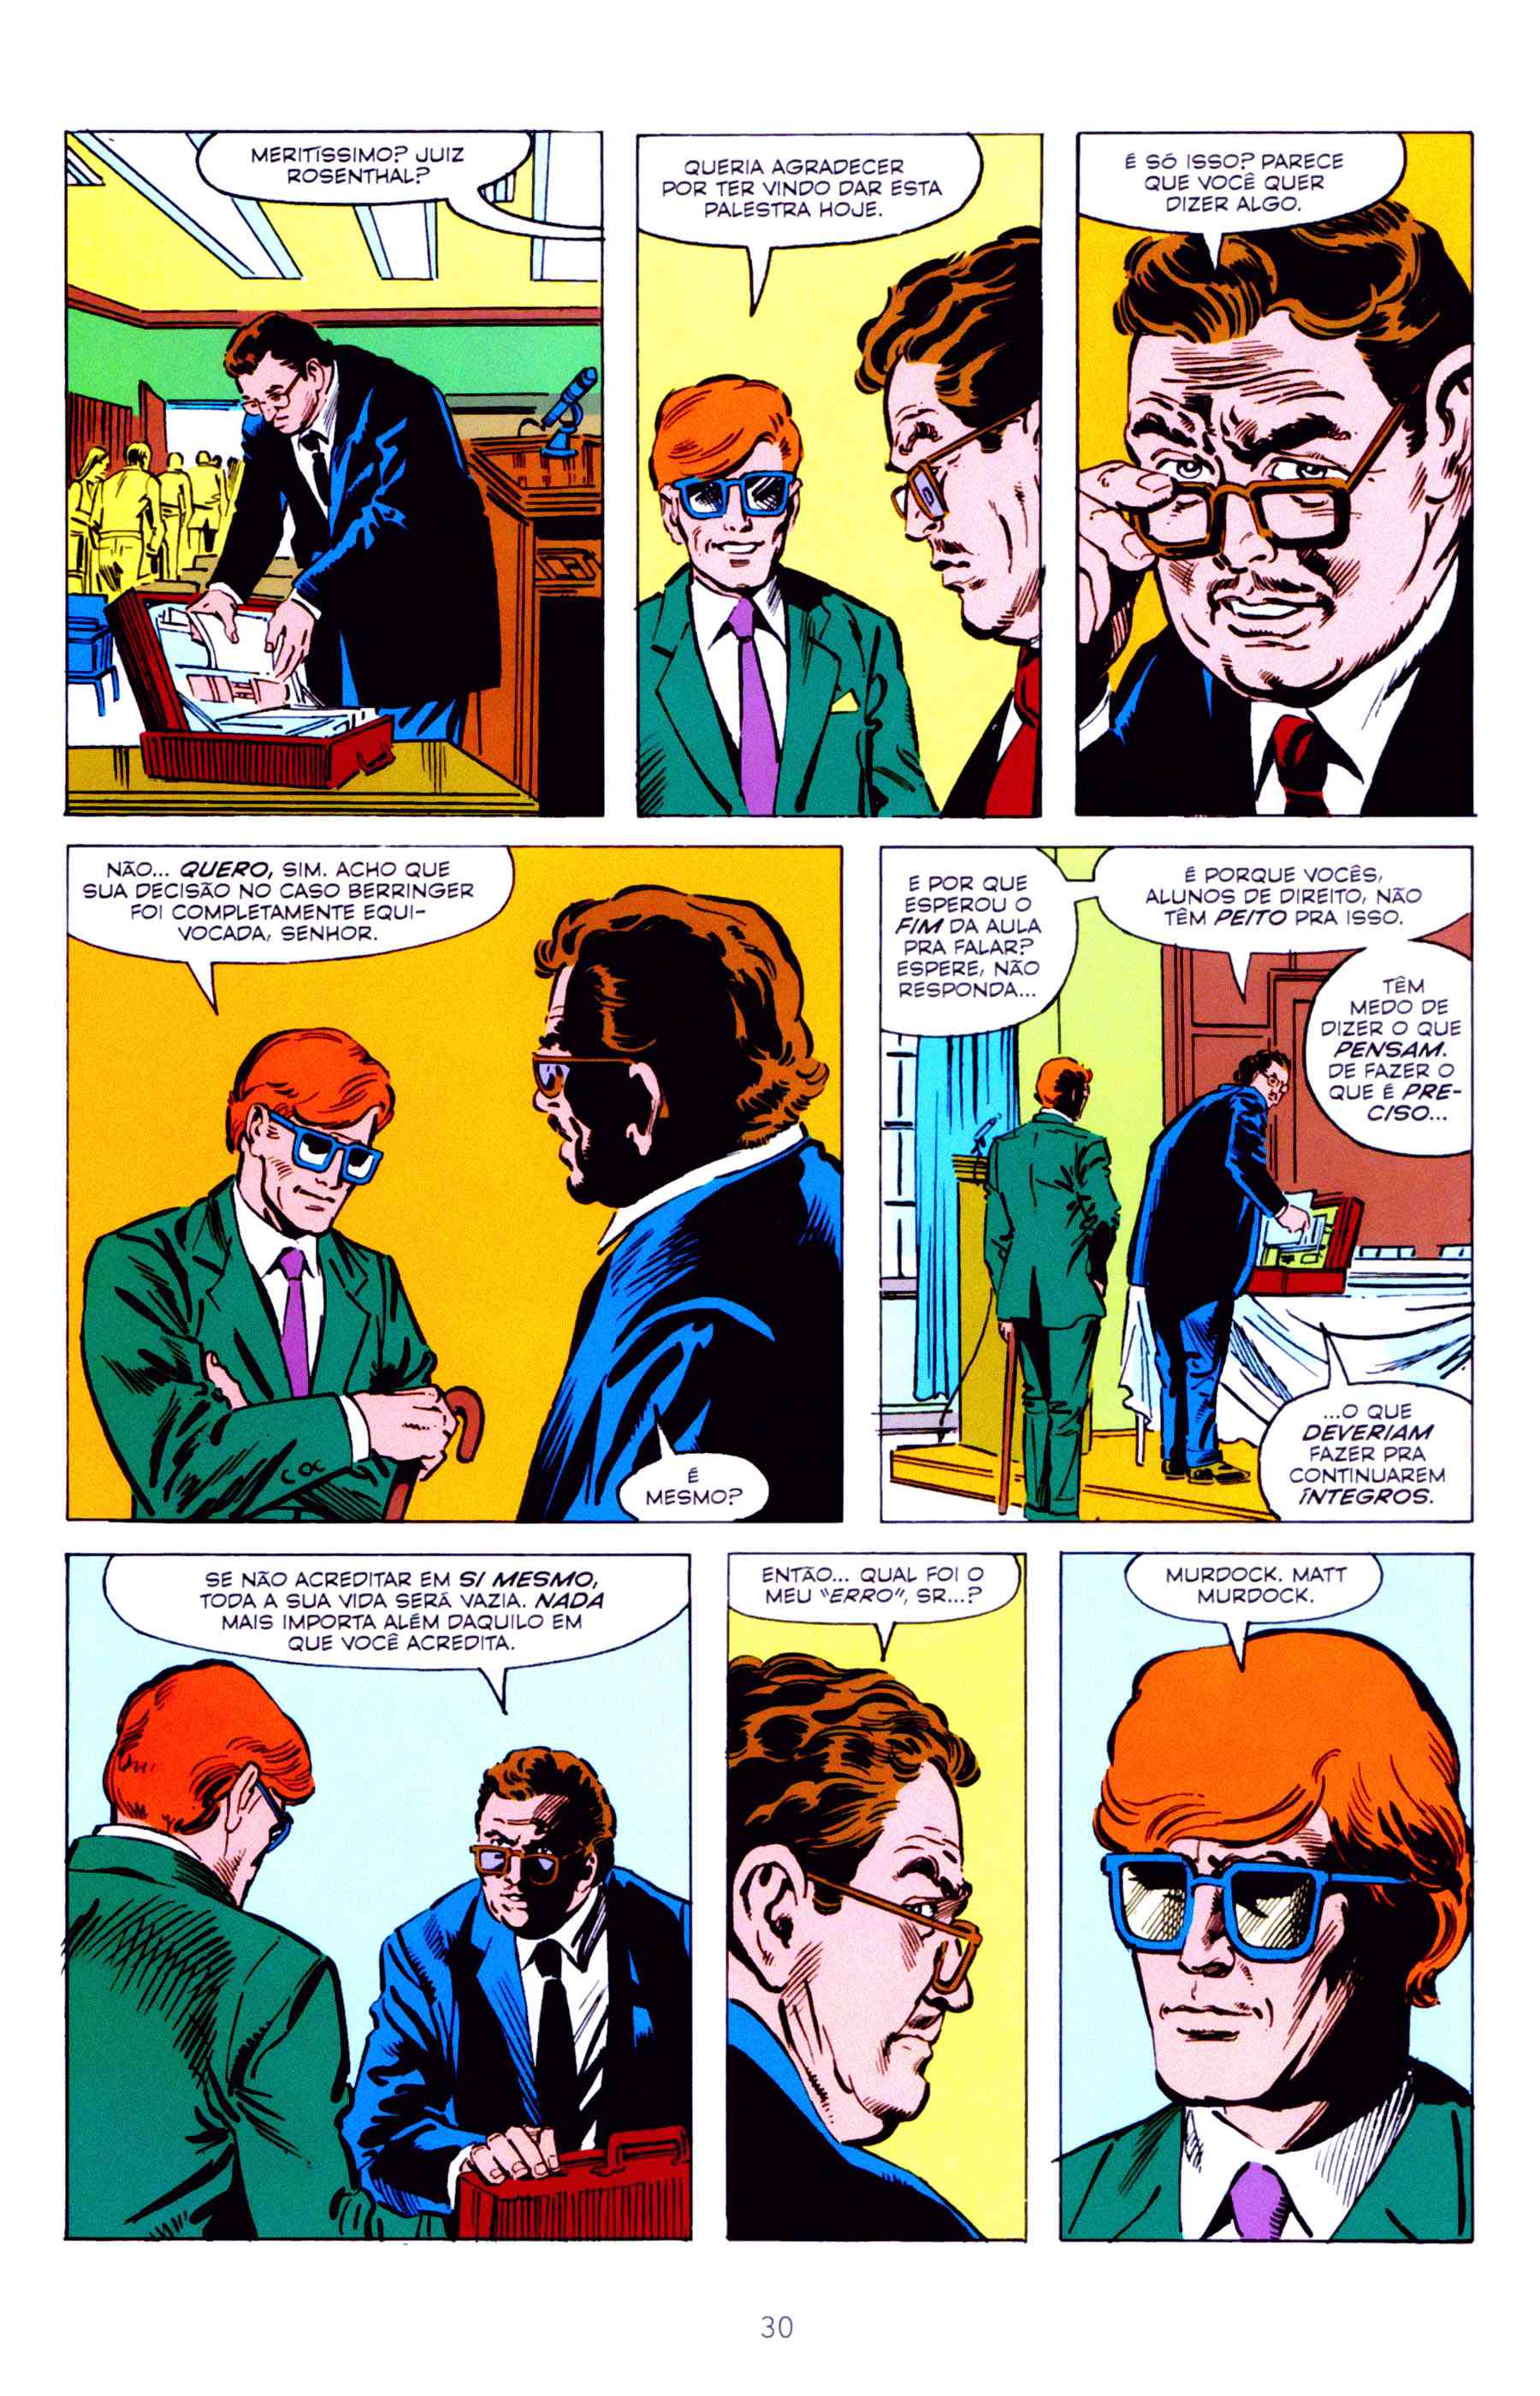 MERITÍSSIMO? JUIZ
ROSENTHAL?
QUERIA AGRADECER
POR TER VINDO DAR ESTA
PALESTRA HOJE.
É SÓ ISSO? PARECE
QUE VOCÊ QUER
DIZER ALGO.
NÃO... QUERO, SIM. ACHO QUE
SUA DECISÃO NO CASO BERRINGER
FOI COMPLETAMENTE EQUI-
VOCADA, SENHOR.
É
MESMO?
E POR QUE
ESPEROU O
FIM DA AULA
PRA FALAR?
ESPERE, NÃO
RESPONDA...
É PORQUE VOCÊS,
ALUNOS DE DIREITO, NÃO
TÊM PEITO PRA ISSO.
TÊM
MEDO DE
DIZER O QUE
PENSAM.
DE FAZER O
QUE É PRE-
CISO...
...O QUE
DEVERIAM
FAZER PRA
CONTINUAREM
ÍNTEGROS.
SE NÃO ACREDITAR EM SI MESMO,
TODA A SUA VIDA SERÁ VAZIA. NADA
MAIS IMPORTA ALÉM DAQUILO EM
QUE VOCÊ ACREDITA.
ENTÃO... QUAL FOI O
MEU "ERRO", SR...?
MURDOCK. MATT
MURDOCK.
30